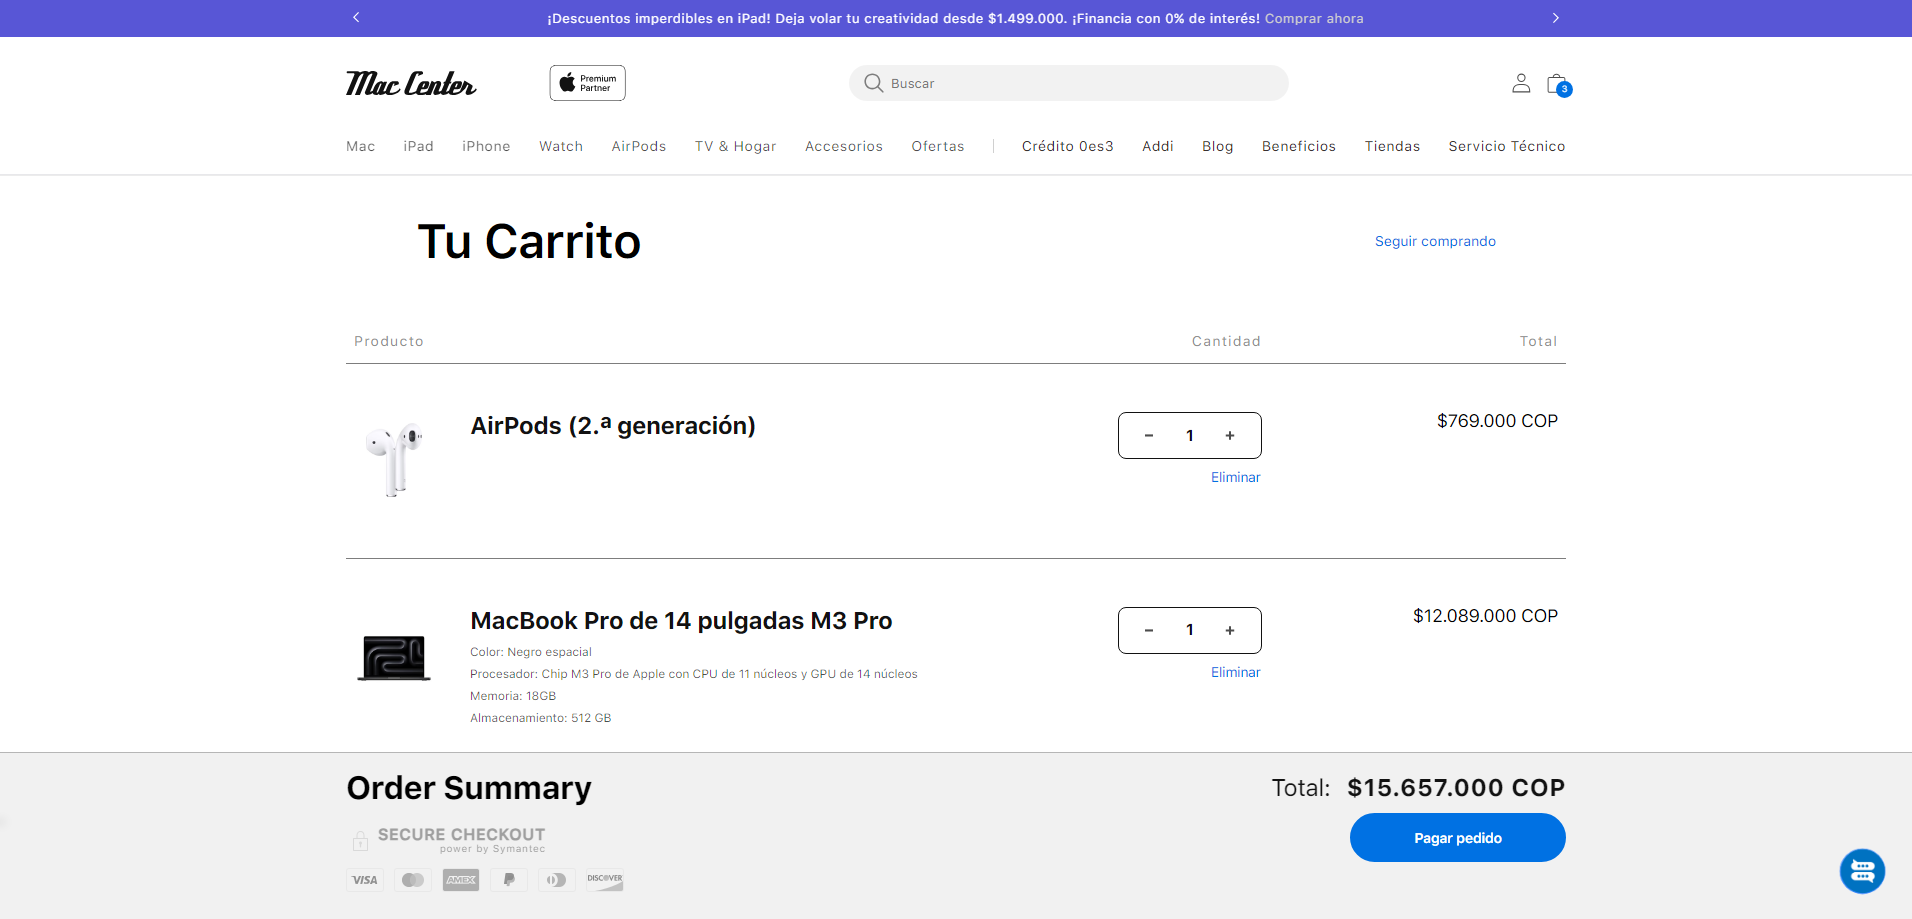 ¡Descuentos imperdibles en iPad! Deja volar tu creatividad desde $1.499.000. ¡Financia con 0% de interés! Comprar ahora
Mac Center
Premium
Partner
Buscar
3
Mac iPad iPhone Watch AirPods TV & Hogar Accesorios Ofertas Crédito 0es3 Addi Blog Beneficios Tiendas Servicio Técnico
Tu Carrito
Seguir comprando
Producto Cantidad Total
AirPods (2.ª generación)
- 1 +
$769.000 COP
Eliminar
MacBook Pro de 14 pulgadas M3 Pro
- 1 +
$12.089.000 COP
Color: Negro espacial
Procesador: Chip M3 Pro de Apple con CPU de 11 núcleos y GPU de 14 núcleos
Eliminar
Memoria: 18GB
Almacenamiento: 512 GB
Order Summary
Total: $15.657.000 COP
SECURE CHECKOUT
power by Symantec
Pagar pedido
VISA AMEX DISCOVER